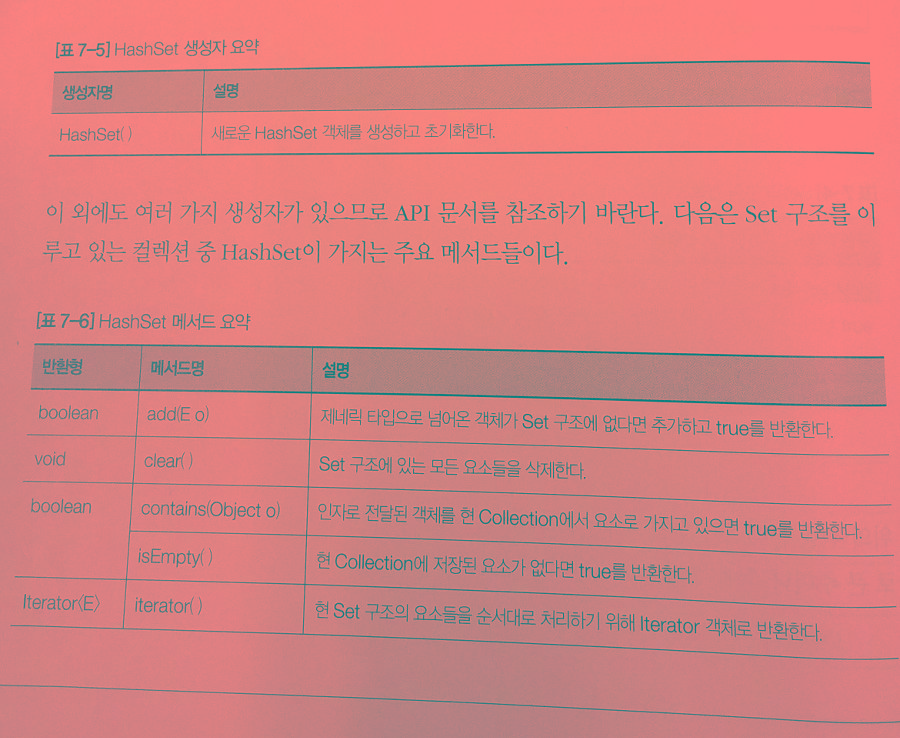 [표 7-5] HashSet 생성자 요약
생성자명 설명
HashSet( ) 새로운 HashSet 객체를 생성하고 초기화한다.
이 외에도 여러 가지 생성자가 있으므로 API 문서를 참조하기 바란다. 다음은 Set 구조를 이
루고 있는 컬렉션 중 HashSet이 가지는 주요 메서드들이다.
[표 7-6] HashSet 메서드 요약
반환형 메서드명 설명
boolean add(E o) 제네릭 타입으로 넘어온 객체가 Set 구조에 없다면 추가하고 true를 반환한다.
void clear( ) Set 구조에 있는 모든 요소들을 삭제한다.
boolean contains(Object o) 인자로 전달된 객체를 현 Collection에서 요소로 가지고 있으면 true를 반환한다.
isEmpty( ) 현 Collection에 저장된 요소가 없다면 true를 반환한다.
Iterator〈E〉 iterator( ) 현 Set 구조의 요소들을 순서대로 처리하기 위해 Iterator 객체로 반환한다.